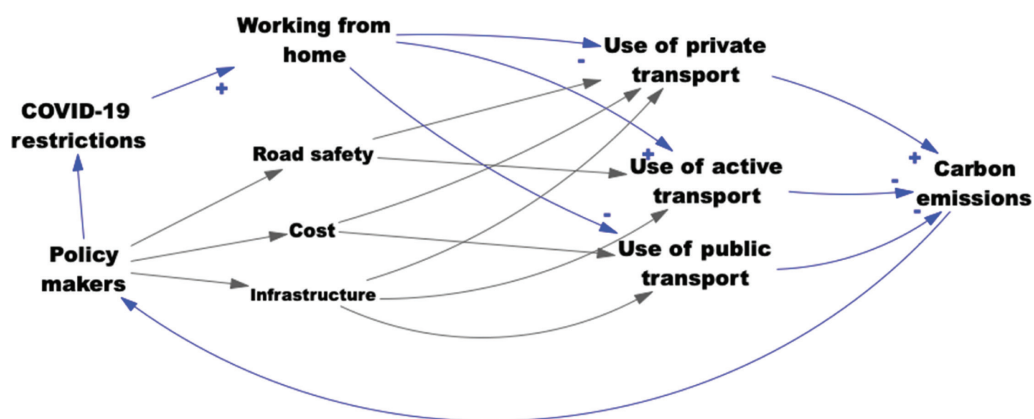 Working from
home
Use of private
transport
-
+
COVID-19
restrictions
Road safety
+
Use of active
transport
+
-
Carbon
emissions
-
-
Cost
Policy
makers
Use of public
transport
Infrastructure